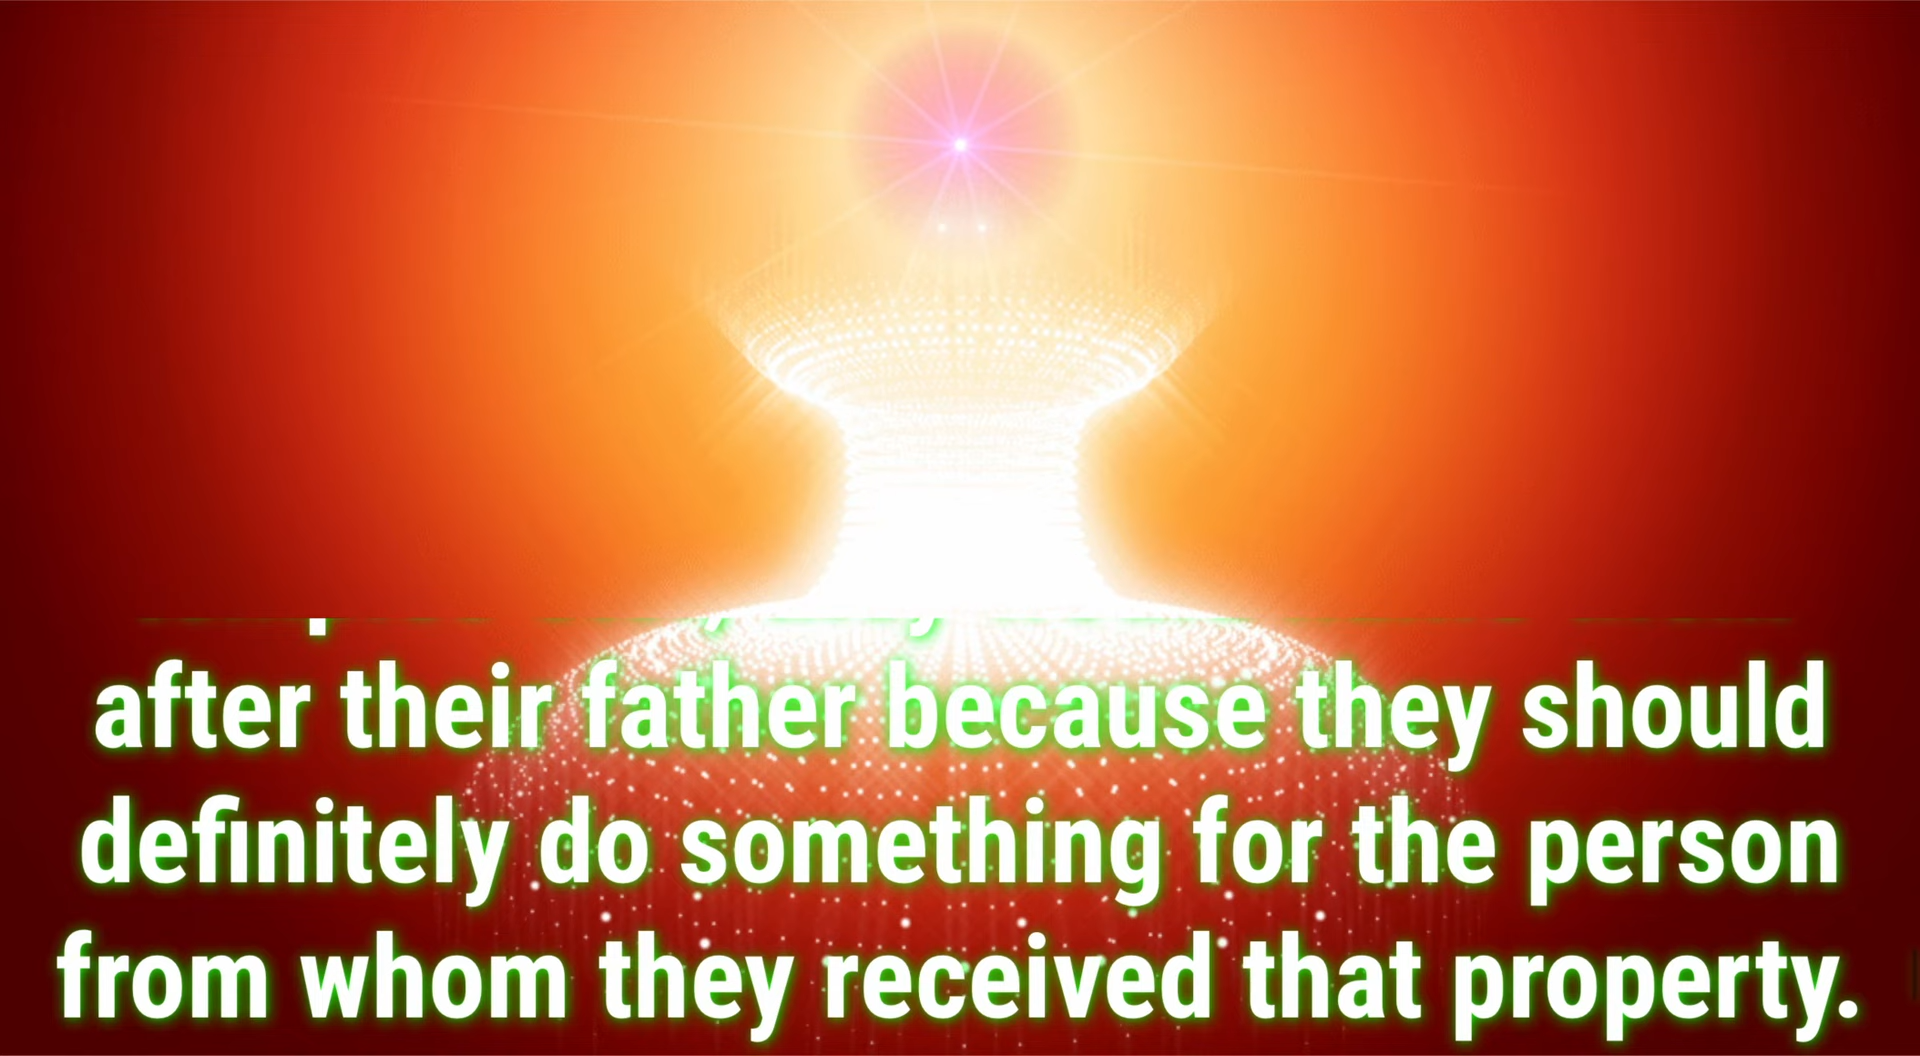 after their father because they should
definitely do something for the person
from whom they received that property.